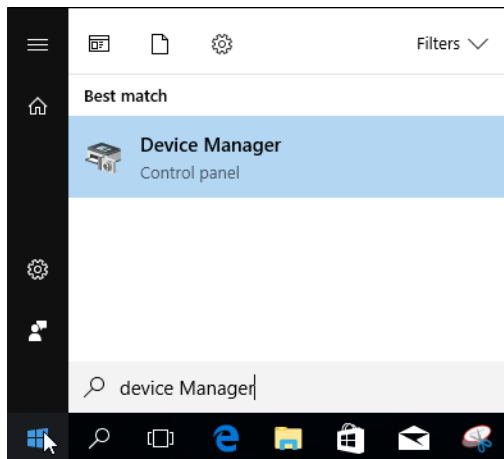 Filters
Best match
Device Manager
Control panel
device Manager